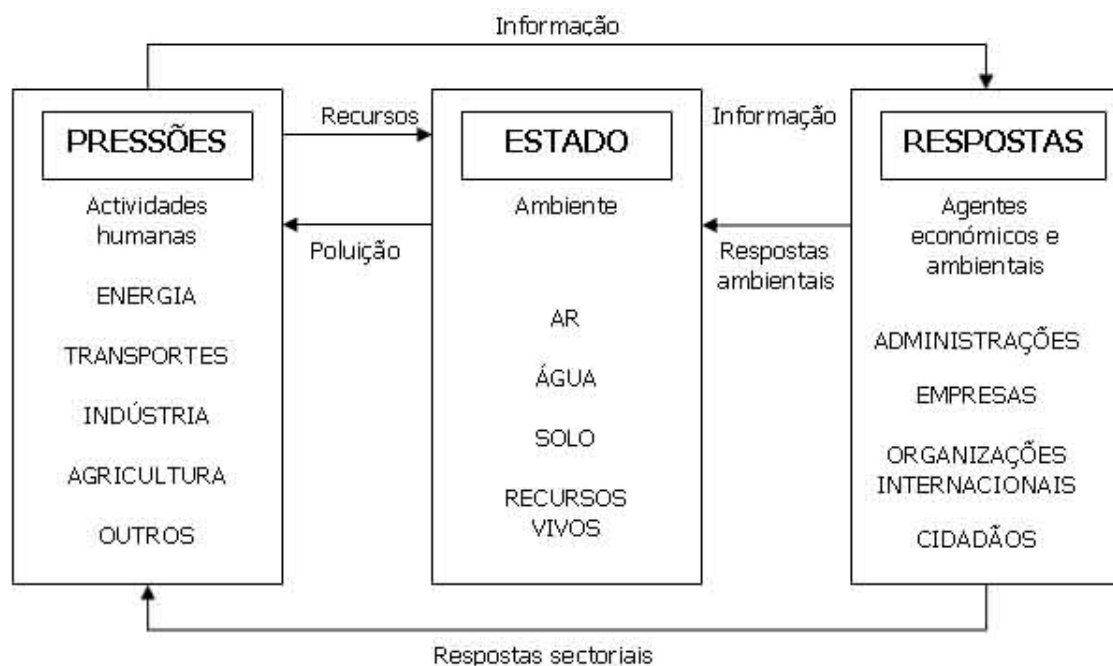 Informação
PRESSÕES
Actividades
humanas
ENERGIA
TRANSPORTES
INDÚSTRIA
AGRICULTURA
OUTROS
Recursos
Poluição
ESTADO
Ambiente
AR
ÁGUA
SOLO
RECURSOS
VIVOS
Informação
Respostas
ambientais
RESPOSTAS
Agentes
económicos e
ambientais
ADMINISTRAÇÕES
EMPRESAS
ORGANIZAÇÕES
INTERNACIONAIS
CIDADÃOS
Respostas sectoriais